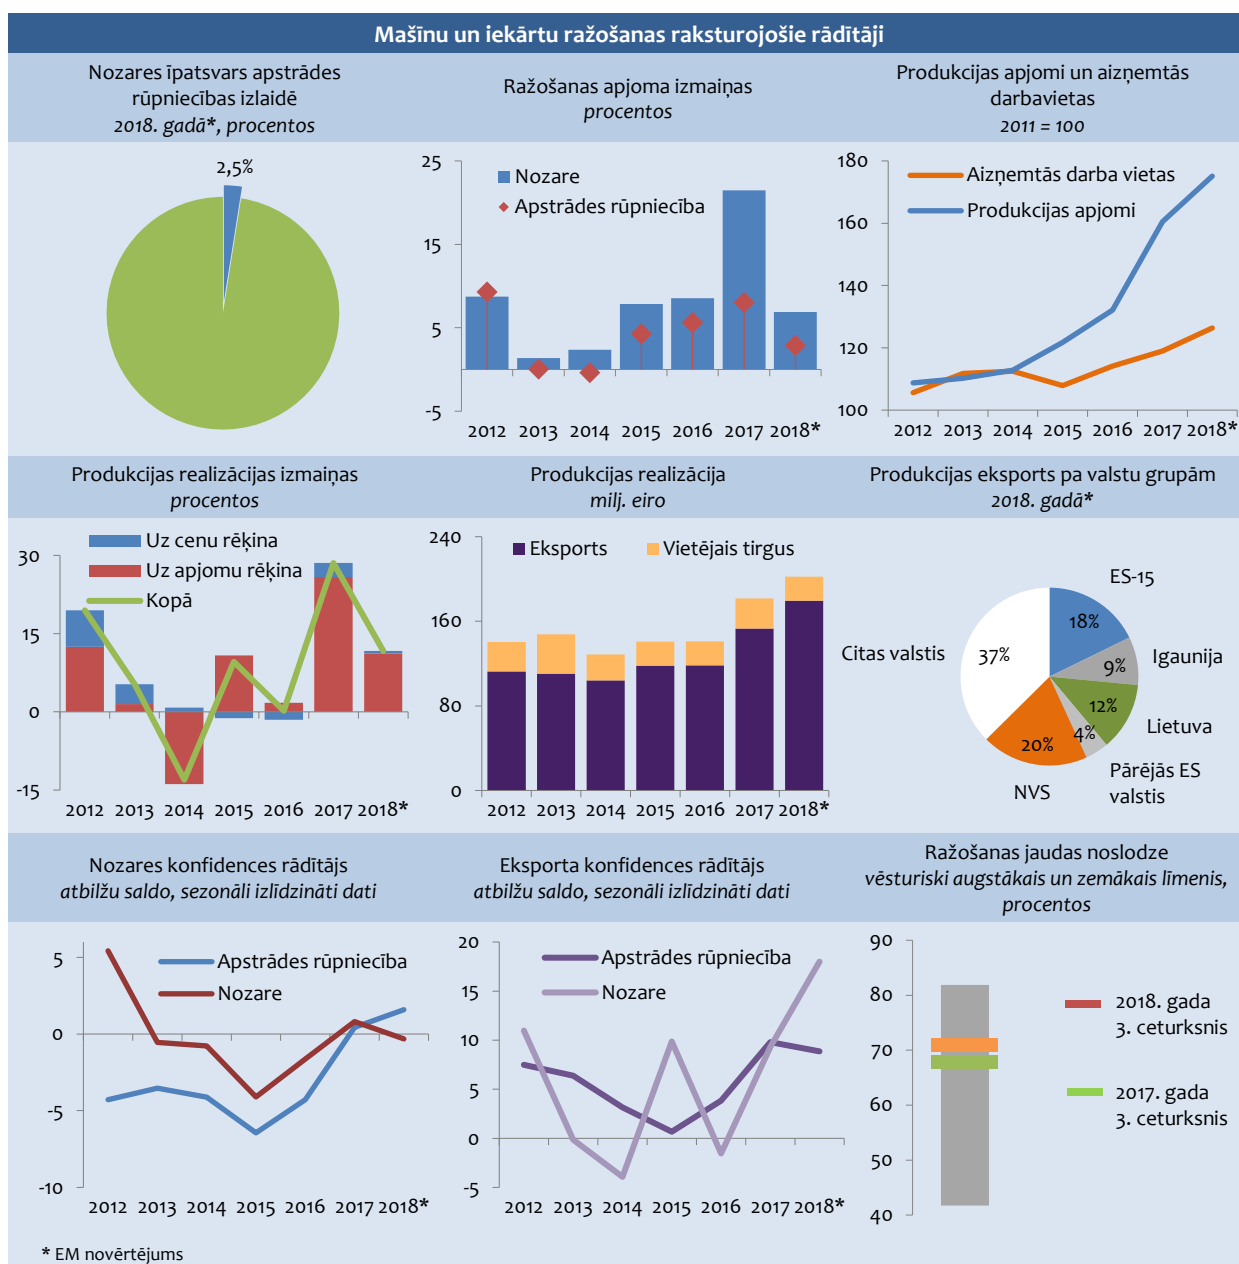 Mašīnu un iekārtu ražošanas raksturojošie rādītāji
Nozares īpatsvars apstrādes
rūpniecības izlaidē
2018. gadā*, procentos
2,5%
Ražošanas apjoma izmaiņas
procentos
25
15
5
-5
Nozare
Apstrādes rūpniecība
2012 2013 2014 2015 2016 2017 2018*
Produkcijas apjomi un aizņemtās
darbavietas
2011 = 100
180
160
140
120
100
Aizņemtās darba vietas
Produkcijas apjomi
2012 2013 2014 2015 2016 2017 2018*
Produkcijas realizācijas izmaiņas
procentos
30
15
0
-15
Uz cenu rēķina
Uz apjomu rēķina
Kopā
2012 2013 2014 2015 2016 2017 2018*
Produkcijas realizācija
milj. eiro
240
160
80
0
Eksports
Vietējais tirgus
2012 2013 2014 2015 2016 2017 2018*
Produkcijas eksports pa valstu grupām
2018. gadā*
ES-15
18%
Igaunija
9%
Lietuva
12%
Pārējās ES
valstis
4%
NVS
20%
Citas valstis
37%
Nozares konfidences rādītājs
atbilžu saldo, sezonāli izlīdzināti dati
5
0
-5
-10
Apstrādes rūpniecība
Nozare
2012 2013 2014 2015 2016 2017 2018*
Eksporta konfidences rādītājs
atbilžu saldo, sezonāli izlīdzināti dati
20
15
10
5
0
-5
Apstrādes rūpniecība
Nozare
2012 2013 2014 2015 2016 2017 2018*
Ražošanas jaudas noslodze
vēsturiski augstākais un zemākais līmenis,
procentos
90
80
70
60
50
40
2018. gada
3. ceturksnis
2017. gada
3. ceturksnis
* EM novērtējums